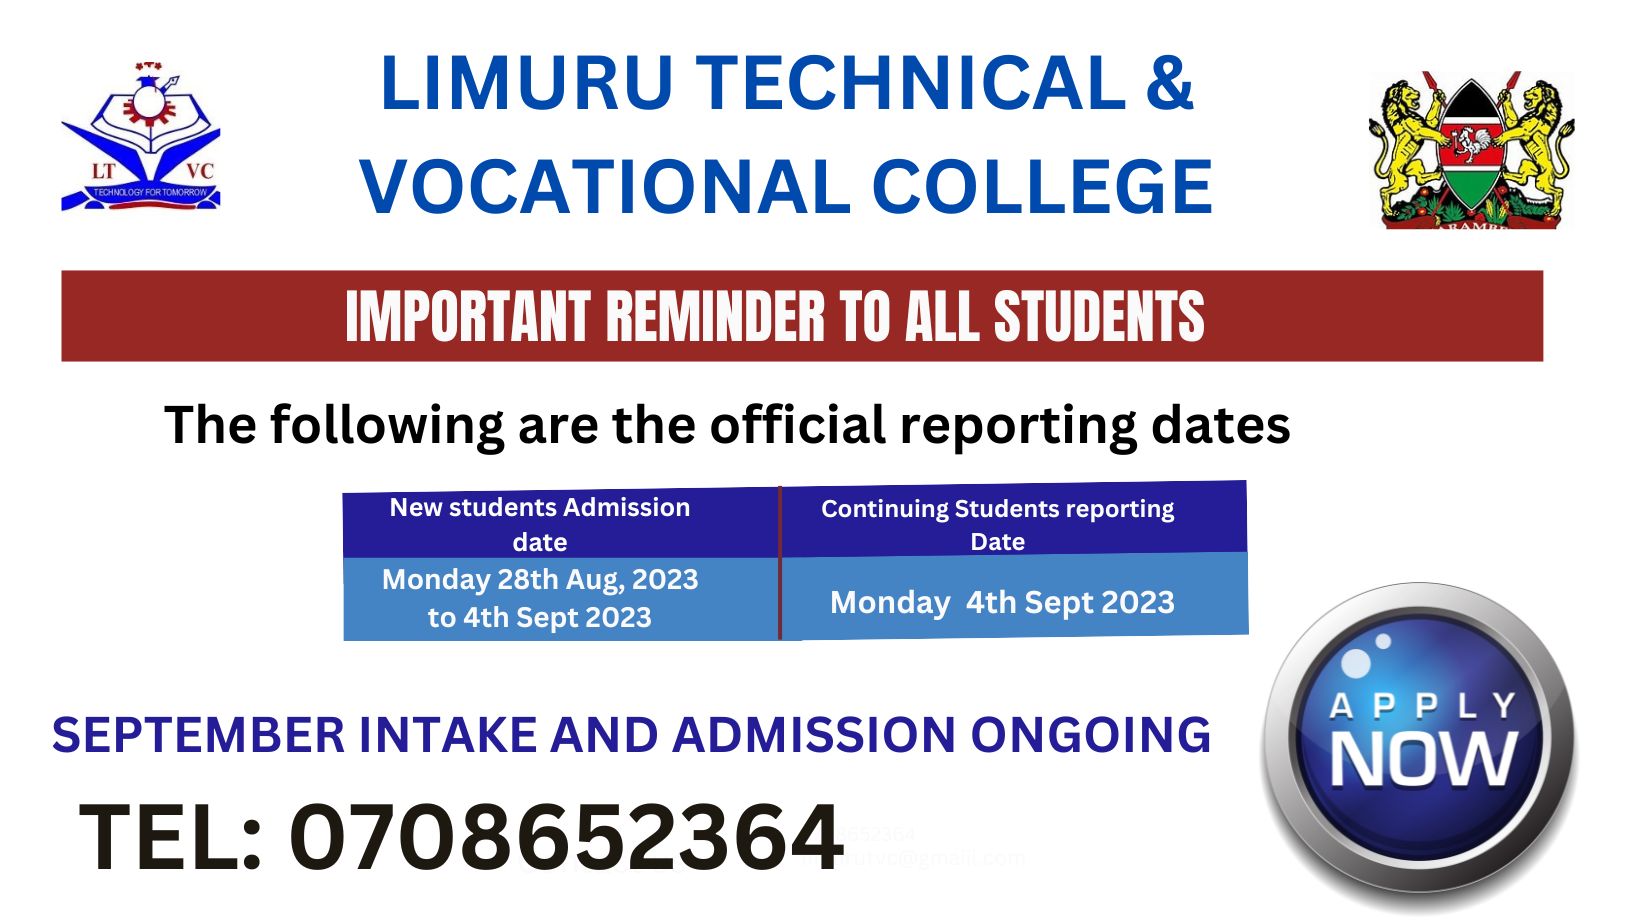 LIMURU TECHNICAL &
VOCATIONAL COLLEGE
LT VC
TECHNOLOGY FOR TOMORROW
IMPORTANT REMINDER TO ALL STUDENTS
The following are the official reporting dates
New students Admission
date
Continuing Students reporting
Date
Monday 28th Aug, 2023
to 4th Sept 2023
Monday 4th Sept 2023
SEPTEMBER INTAKE AND ADMISSION ONGOING
TEL: 0708652364
APPLY
NOW